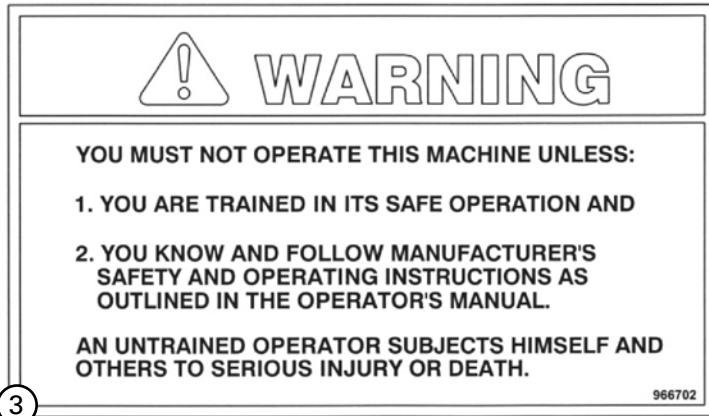 WARNING
YOU MUST NOT OPERATE THIS MACHINE UNLESS:
1. YOU ARE TRAINED IN ITS SAFE OPERATION AND
2. YOU KNOW AND FOLLOW MANUFACTURER'S
SAFETY AND OPERATING INSTRUCTIONS AS
OUTLINED IN THE OPERATOR'S MANUAL.
AN UNTRAINED OPERATOR SUBJECTS HIMSELF AND
OTHERS TO SERIOUS INJURY OR DEATH.
966702
3